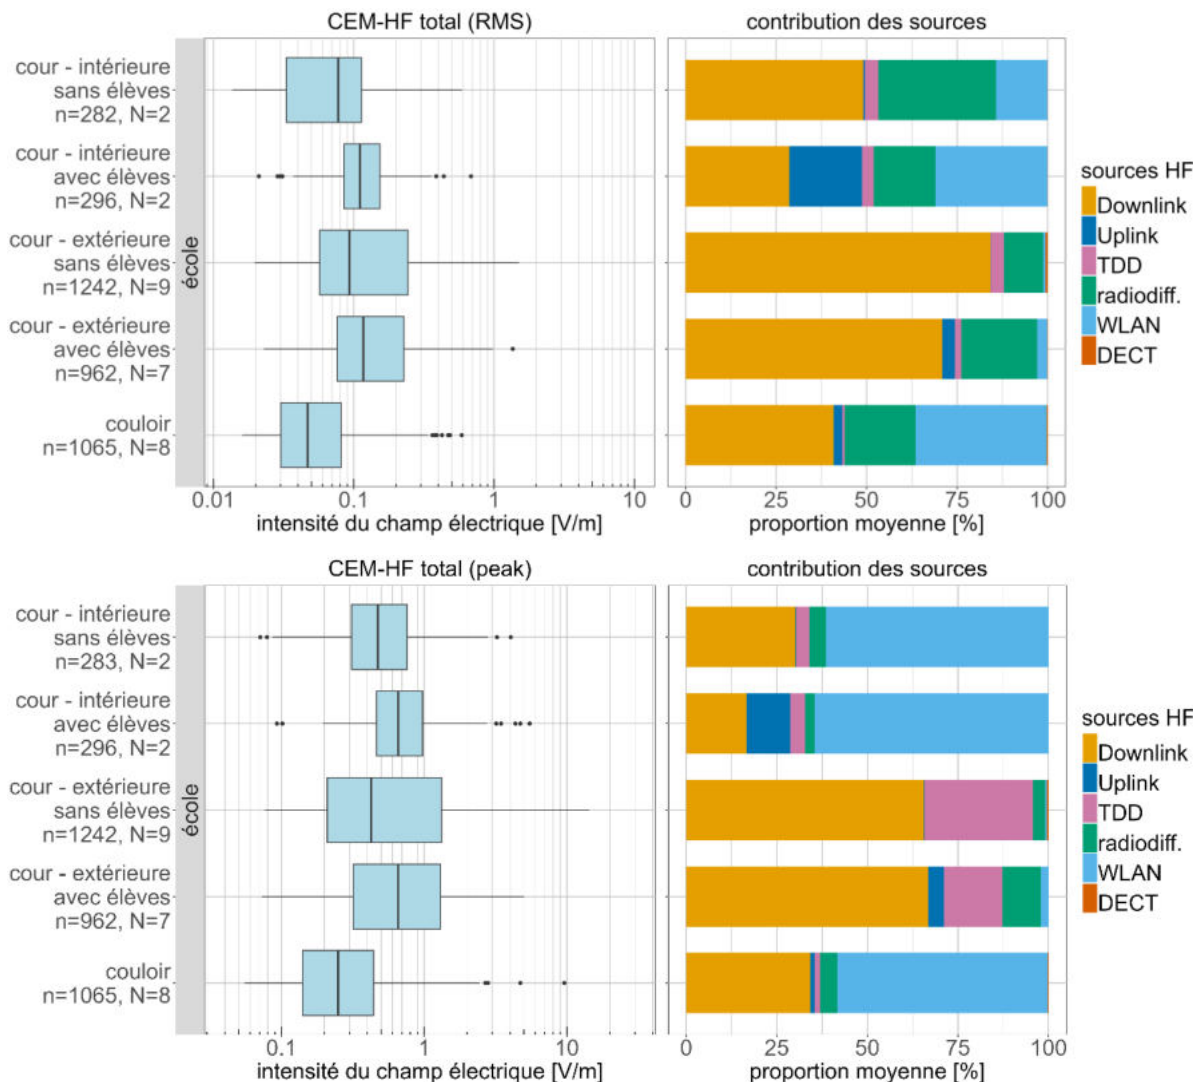 CEM-HF total (RMS)
contribution des sources
cour - intérieure
sans élèves
n=282, N=2
cour - intérieure
avec élèves
n=296, N=2
cour - extérieure
sans élèves
n=1242, N=9
cour - extérieure
avec élèves
n=962, N=7
couloir
n=1065, N=8
école
0.01 0.1 1 10
intensité du champ électrique [V/m]
0 25 50 75 100
proportion moyenne [%]
sources HF
Downlink
Uplink
TDD
radiodiff.
WLAN
DECT
CEM-HF total (peak)
contribution des sources
cour - intérieure
sans élèves
n=283, N=2
cour - intérieure
avec élèves
n=296, N=2
cour - extérieure
sans élèves
n=1242, N=9
cour - extérieure
avec élèves
n=962, N=7
couloir
n=1065, N=8
école
0.1 1 10
intensité du champ électrique [V/m]
0 25 50 75 100
proportion moyenne [%]
sources HF
Downlink
Uplink
TDD
radiodiff.
WLAN
DECT